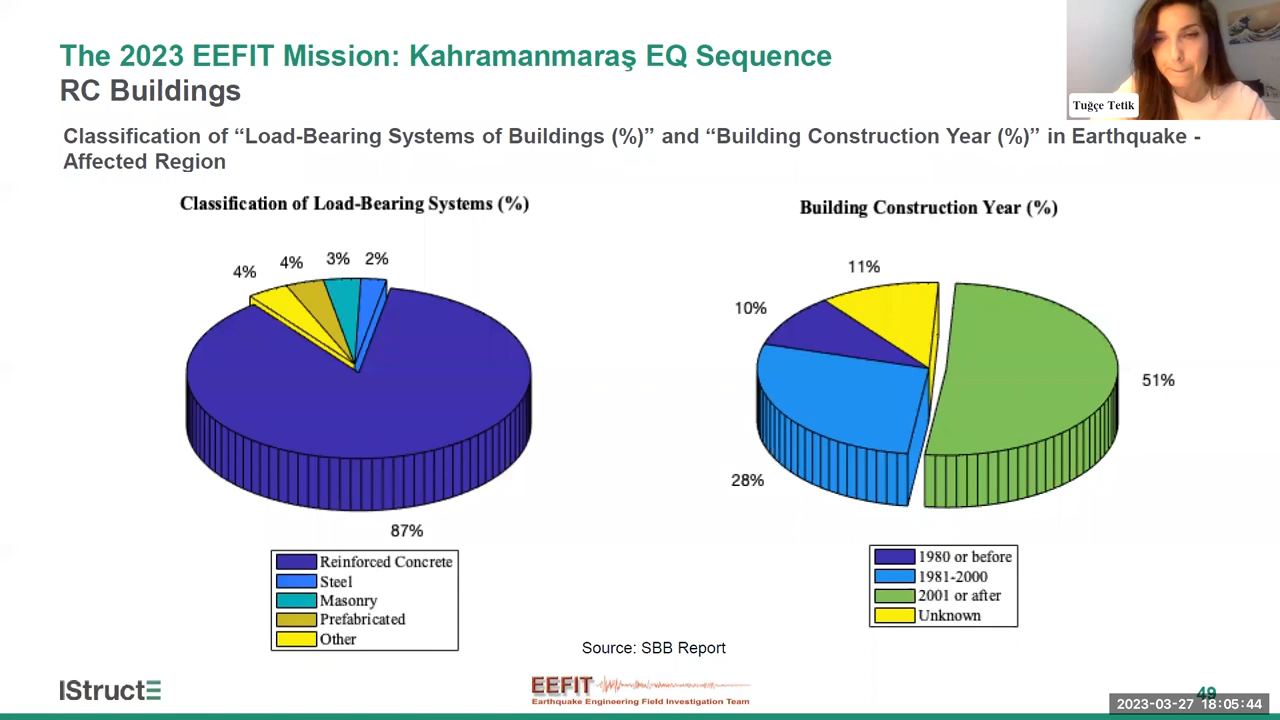 The 2023 EEFIT Mission: Kahramanmaraş EQ Sequence
RC Buildings
Tuğçe Tetik
Classification of “Load-Bearing Systems of Buildings (%)” and “Building Construction Year (%)” in Earthquake -
Affected Region
Classification of Load-Bearing Systems (%)
4%
4%
3%
2%
87%
Reinforced Concrete
Steel
Masonry
Prefabricated
Other
Building Construction Year (%)
11%
10%
51%
28%
1980 or before
1981-2000
2001 or after
Unknown
Source: SBB Report
IStructE
EEFIT
Earthquake Engineering Field Investigation Team
49
2023-03-27 18:05:44